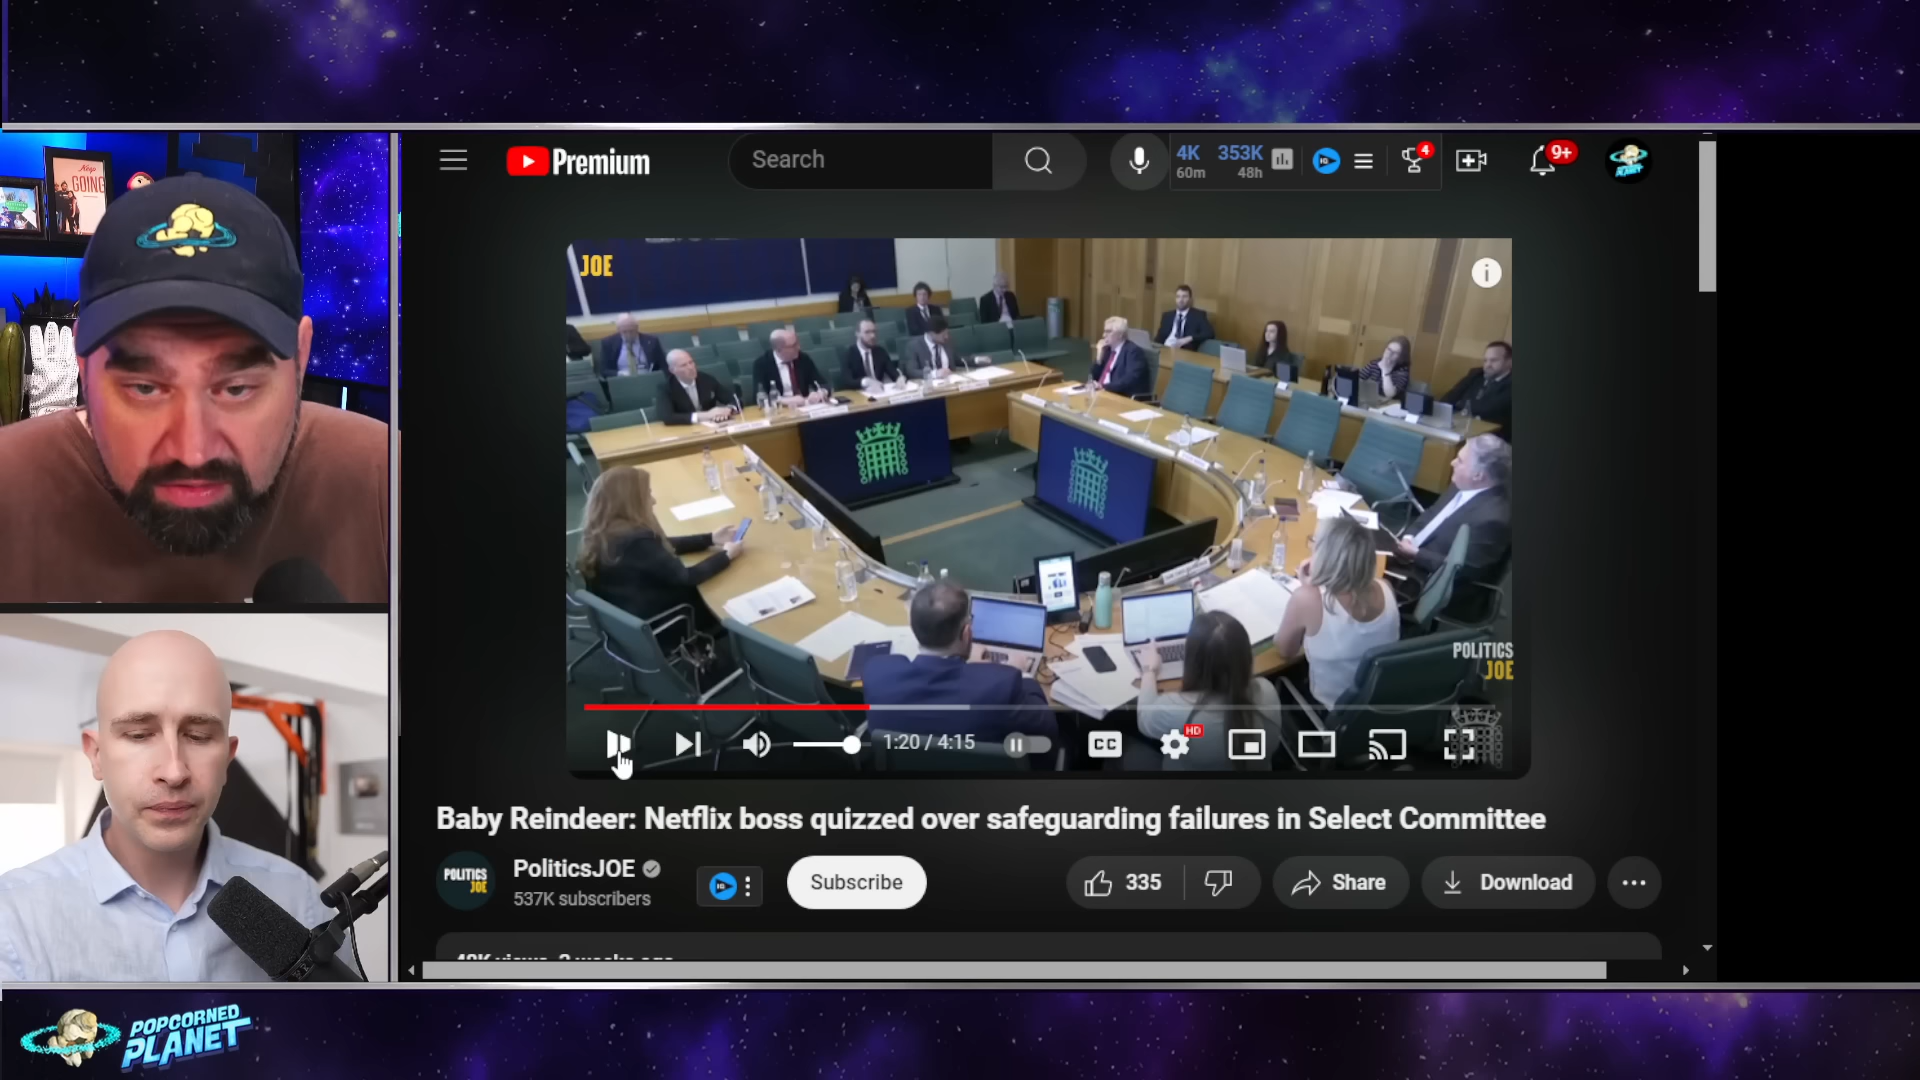 GOING
Premium
Search
4K 353K
60m 48h
4
9+
JOE
i
POLITICS
JOE
HD
1:20 / 4:15
CC
Baby Reindeer: Netflix boss quizzed over safeguarding failures in Select Committee
POLITICS
JOE
PoliticsJOE
537K subscribers
Subscribe
335
Share
Download
POPCORNED
PLANET